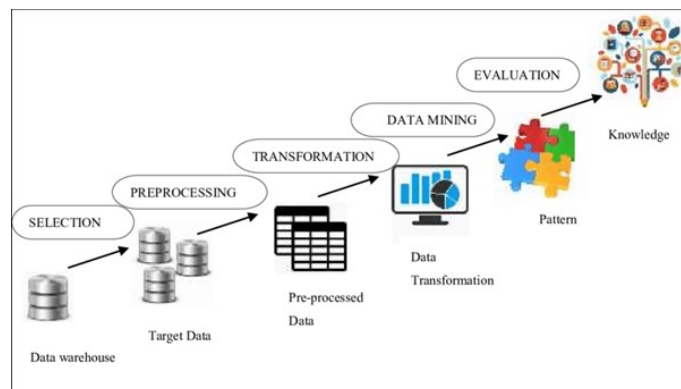 EVALUATION
Knowledge
DATA MINING
TRANSFORMATION
Pattern
PREPROCESSING
Data
Transformation
SELECTION
Pre-processed
Data
Target Data
Data warehouse